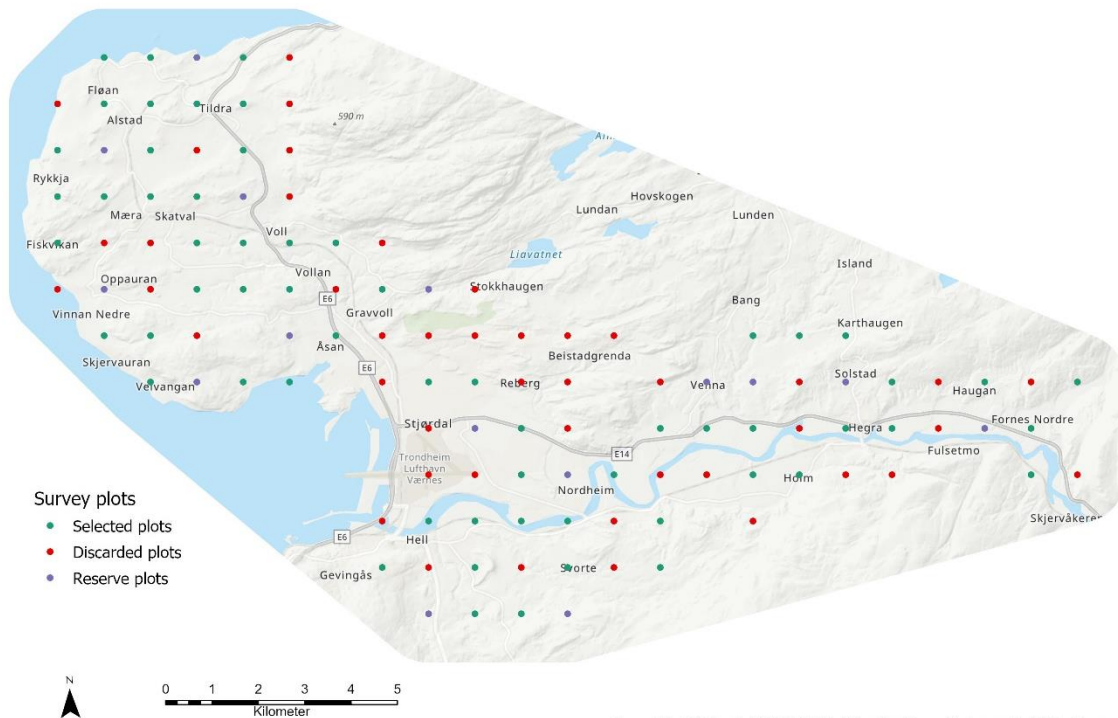 Fløan
Tildra
Alstad
590 m
Rykkja
Hovskogen
Lundan
Lunden
Mæra
Skatval
Voll
Fiskvikan
Liavatnet
Island
Vollan
Oppauran
Stokkhaugen
E6
Bang
Vinnan Nedre
Gravvoll
Karthaugen
Åsan
Beistadgrenda
Skjervauran
E6
Solstad
Velvangan
Reberg
Venna
Haugan
Stjørdal
Hegra
Fornes Nordre
Trondheim
Lufthavn
Værnes
E14
Fulsetmo
Nordheim
Holm
Survey plots
Selected plots
Discarded plots
Reserve plots
Skjervåkeren
E6
Hell
Gevingås
Svorte
N
0 1 2 3 4 5
Kilometer